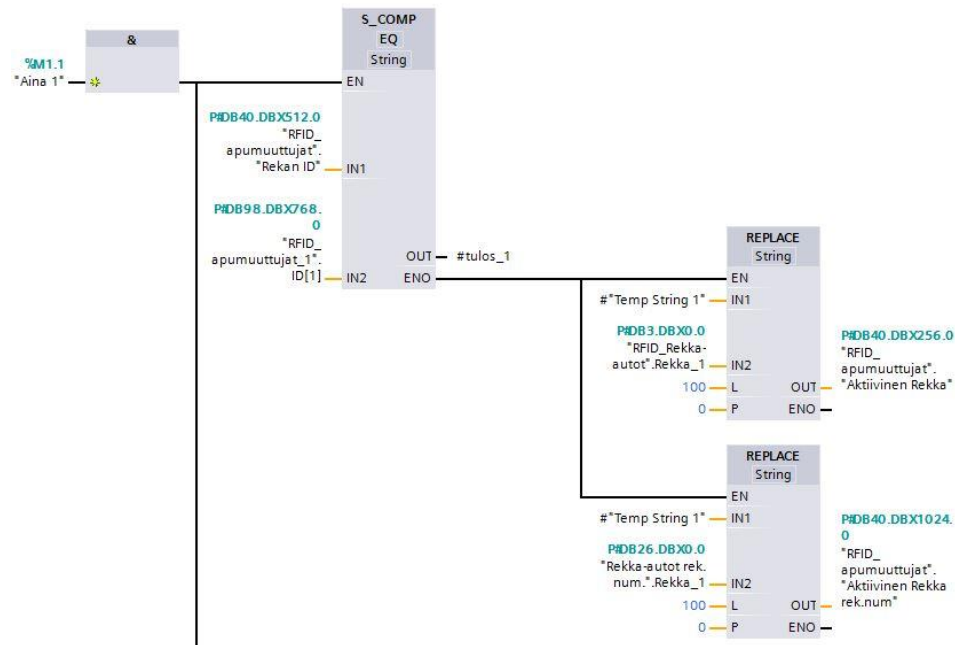 &
%M1.1
"Aina 1"
S_COMP
EQ
String
EN
P#DB40.DBX512.0
"RFID_
apumuuttujat".
"Rekan ID"
IN1
P#DB98.DBX768.
0
"RFID_
apumuuttujat_1".
ID[1]
IN2
OUT
#tulos_1
ENO
REPLACE
String
EN
#"Temp String 1"
IN1
P#DB3.DBX0.0
"RFID_Rekka-
autot".Rekka_1
IN2
100
L
0
P
OUT
ENO
P#DB40.DBX256.0
"RFID_
apumuuttujat".
"Aktiivinen Rekka"
REPLACE
String
EN
#"Temp String 1"
IN1
P#DB26.DBX0.0
"Rekka-autot rek.
num.".Rekka_1
IN2
100
L
0
P
OUT
ENO
P#DB40.DBX1024.
0
"RFID_
apumuuttujat".
"Aktiivinen Rekka
rek.num"